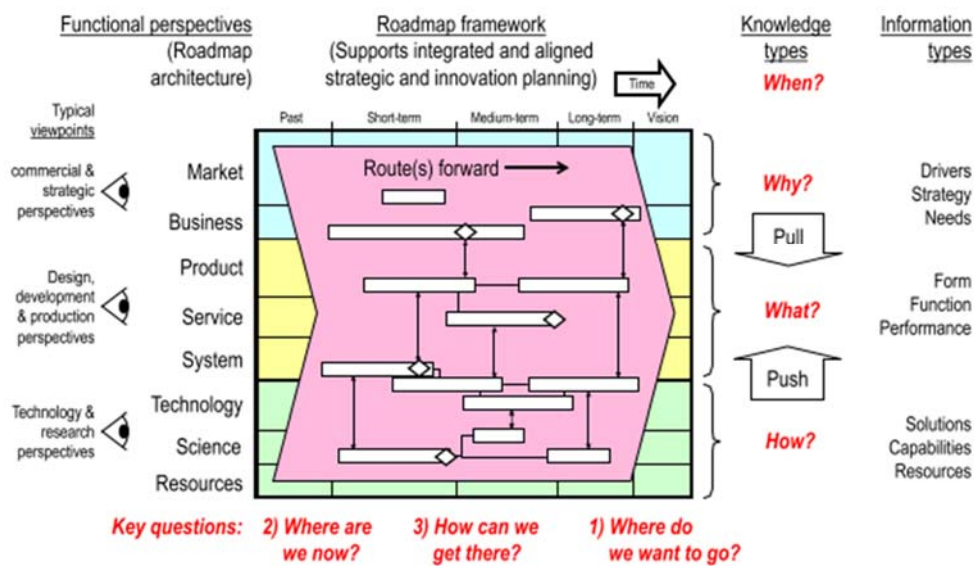 Functional perspectives
(Roadmap
architecture)
Roadmap framework
(Supports integrated and aligned
strategic and innovation planning)
Time
Knowledge
types
When?
Information
types
Typical
viewpoints
Past
Short-term
Medium-term
Long-term
Vision
commercial &
strategic
perspectives
Market
Business
Route(s) forward
Why?
Drivers
Strategy
Needs
Pull
Design,
development
& production
perspectives
Product
Service
System
What?
Form
Function
Performance
Push
Technology &
research
perspectives
Technology
Science
Resources
How?
Solutions
Capabilities
Resources
Key questions:
2) Where are
we now?
3) How can we
get there?
1) Where do
we want to go?